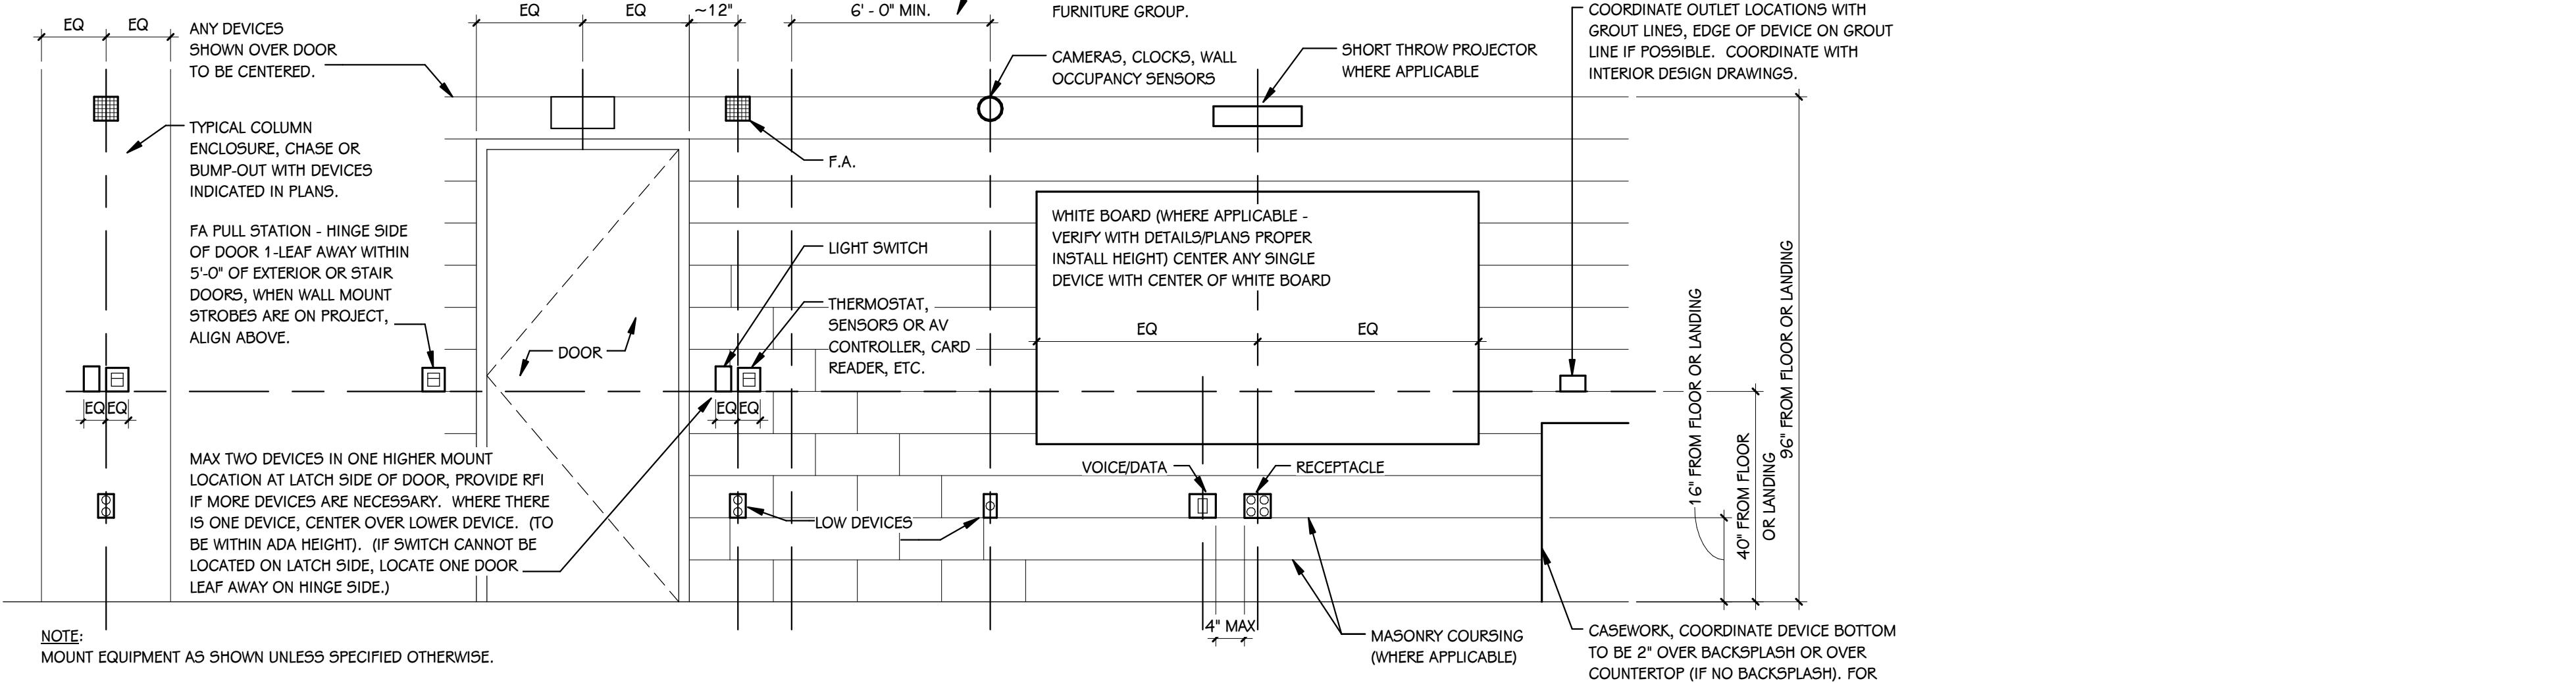 EQ
EQ
ANY DEVICES
SHOWN OVER DOOR
TO BE CENTERED.
EQ
EQ
~12"
6' - 0" MIN.
FURNITURE GROUP.
CAMERAS, CLOCKS, WALL
OCCUPANCY SENSORS
SHORT THROW PROJECTOR
WHERE APPLICABLE
COORDINATE OUTLET LOCATIONS WITH
GROUT LINES, EDGE OF DEVICE ON GROUT
LINE IF POSSIBLE. COORDINATE WITH
INTERIOR DESIGN DRAWINGS.
TYPICAL COLUMN
ENCLOSURE, CHASE OR
BUMP-OUT WITH DEVICES
INDICATED IN PLANS.
F.A.
FA PULL STATION - HINGE SIDE
OF DOOR 1-LEAF AWAY WITHIN
5'-0" OF EXTERIOR OR STAIR
DOORS, WHEN WALL MOUNT
STROBES ARE ON PROJECT,
ALIGN ABOVE.
DOOR
LIGHT SWITCH
THERMOSTAT,
SENSORS OR AV
CONTROLLER, CARD
READER, ETC.
WHITE BOARD (WHERE APPLICABLE -
VERIFY WITH DETAILS/PLANS PROPER
INSTALL HEIGHT) CENTER ANY SINGLE
DEVICE WITH CENTER OF WHITE BOARD
EQ
EQ
EQ
EQ
EQ
EQ
MAX TWO DEVICES IN ONE HIGHER MOUNT
LOCATION AT LATCH SIDE OF DOOR, PROVIDE RFI
IF MORE DEVICES ARE NECESSARY. WHERE THERE
IS ONE DEVICE, CENTER OVER LOWER DEVICE. (TO
BE WITHIN ADA HEIGHT). (IF SWITCH CANNOT BE
LOCATED ON LATCH SIDE, LOCATE ONE DOOR
LEAF AWAY ON HINGE SIDE.)
LOW DEVICES
VOICE/DATA
RECEPTACLE
16" FROM FLOOR OR LANDING
40" FROM FLOOR
OR LANDING
96" FROM FLOOR OR LANDING
4" MAX
MASONRY COURSING
(WHERE APPLICABLE)
CASEWORK, COORDINATE DEVICE BOTTOM
TO BE 2" OVER BACKSPLASH OR OVER
COUNTERTOP (IF NO BACKSPLASH). FOR
NOTE:
MOUNT EQUIPMENT AS SHOWN UNLESS SPECIFIED OTHERWISE.